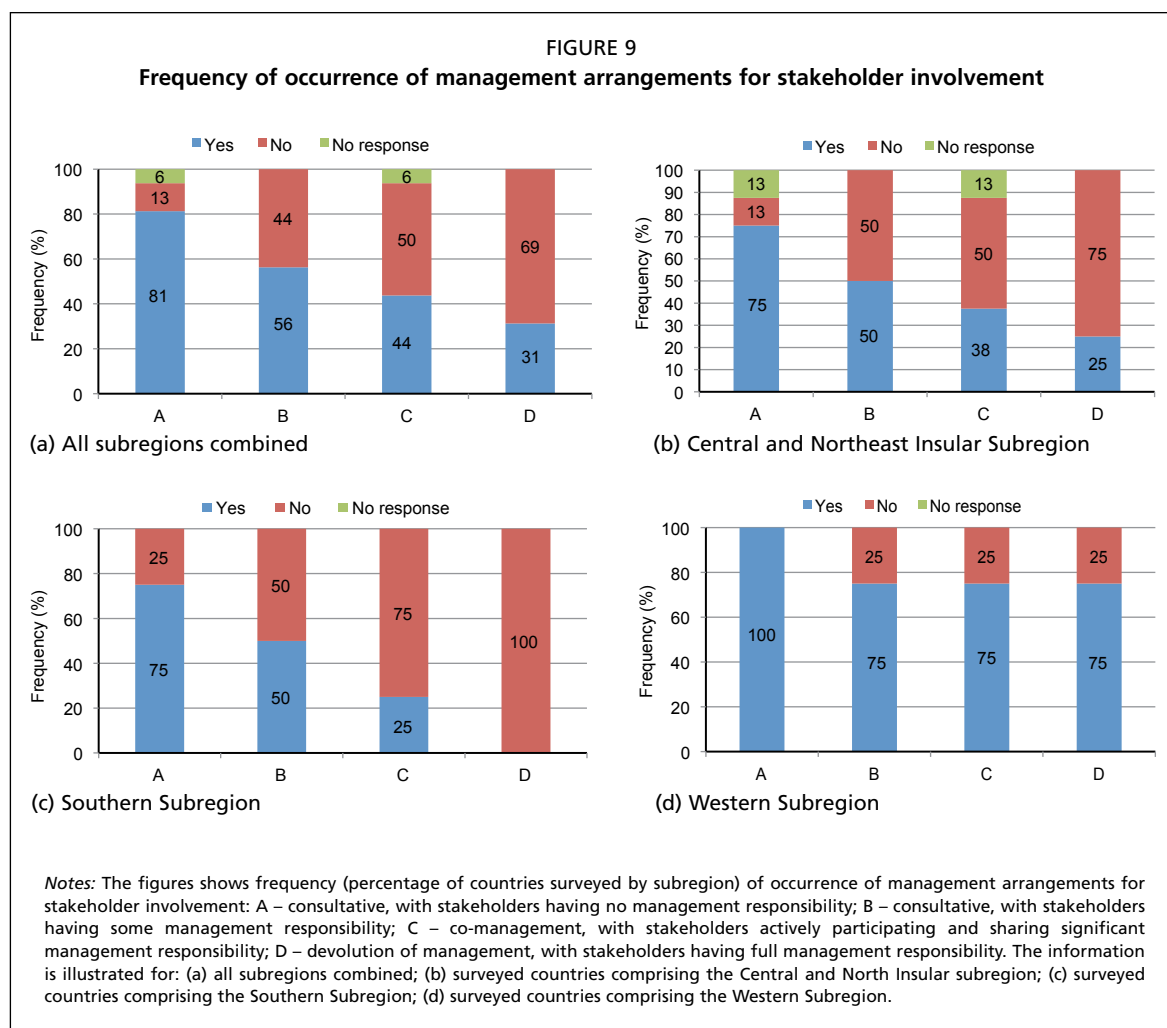 FIGURE 9
Frequency of occurrence of management arrangements for stakeholder involvement
Yes No No response
Frequency (%)
100
80
60
40
20
0
6 6
13 44 50 69
81 56 44 31
A B C D
(a) All subregions combined
Yes No No response
Frequency (%)
100
90
80
70
60
50
40
30
20
10
0
13 13
13 50 50 75
75 50 38 25
A B C D
(b) Central and Northeast Insular Subregion
Yes No No response
Frequency (%)
100
80
60
40
20
0
25 50 75 100
75 50 25
A B C D
(c) Southern Subregion
Yes No No response
Frequency (%)
100
80
60
40
20
0
25 25 25
100 75 75 75
A B C D
(d) Western Subregion
Notes: The figures shows frequency (percentage of countries surveyed by subregion) of occurrence of management arrangements for
stakeholder involvement: A – consultative, with stakeholders having no management responsibility; B – consultative, with stakeholders
having some management responsibility; C – co-management, with stakeholders actively participating and sharing significant
management responsibility; D – devolution of management, with stakeholders having full management responsibility. The information
is illustrated for: (a) all subregions combined; (b) surveyed countries comprising the Central and North Insular subregion; (c) surveyed
countries comprising the Southern Subregion; (d) surveyed countries comprising the Western Subregion.